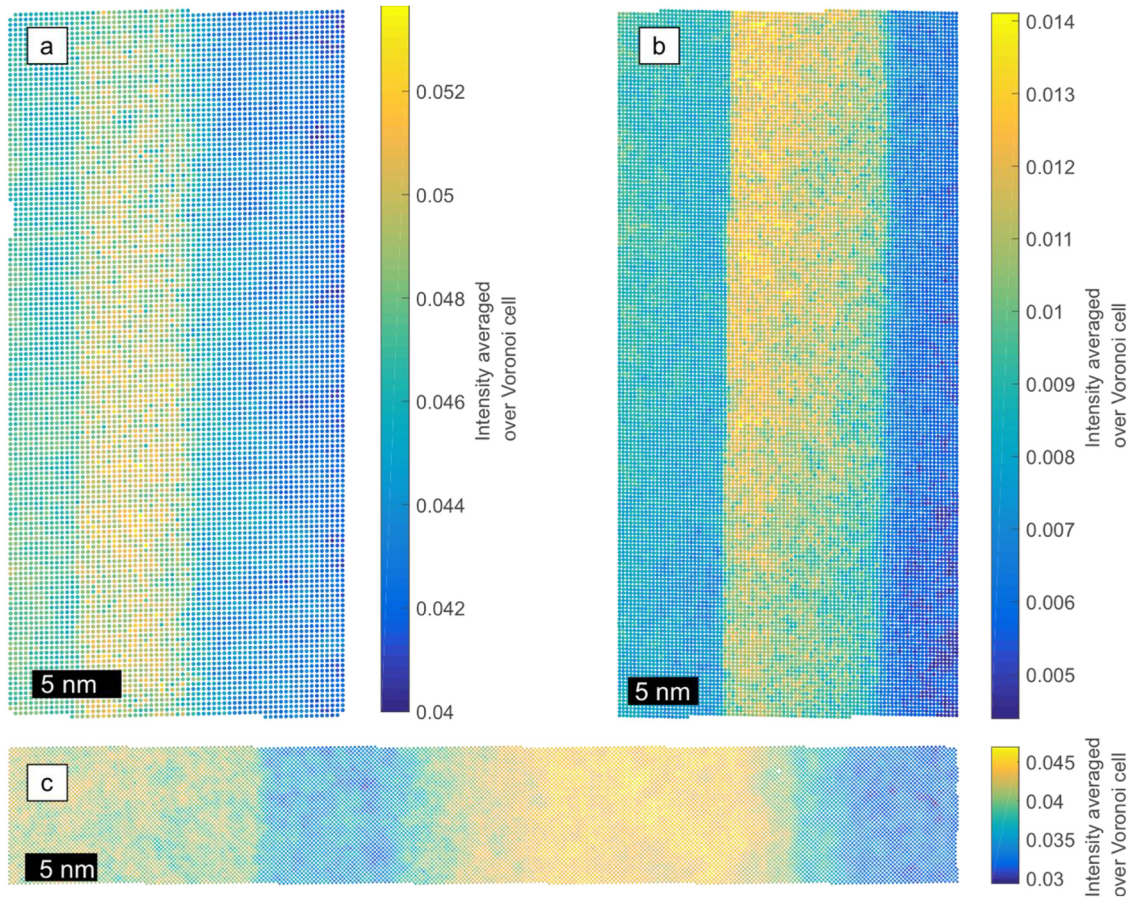 a
0.052
0.05
0.048
0.046
0.044
0.042
0.04
Intensity averaged
over Voronoi cell
5 nm
b
0.014
0.013
0.012
0.011
0.01
0.009
0.008
0.007
0.006
0.005
Intensity averaged
over Voronoi cell
5 nm
c
0.045
0.04
0.035
0.03
Intensity averaged
over Voronoi cell
5 nm